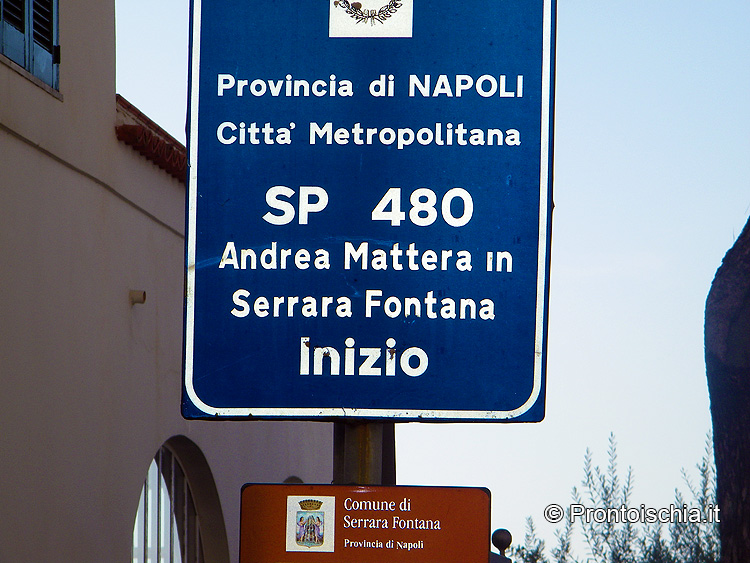 Provincia di NAPOLI
Citta' Metropolitana
SP 480
Andrea Mattera in
Serrara Fontana
Inizio
Comune di
Serrara Fontana
Provincia di Napoli
© Prontoischia.it